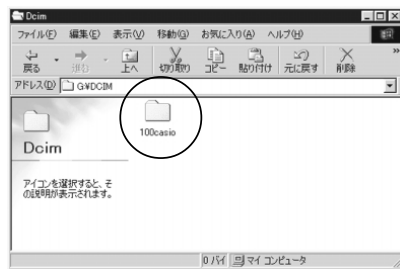 Dcim
ファイル(F) 編集(E) 表示(V) 移動(G) お気に入り(A) ヘルプ(H)
戻る 進む 上へ 切り取り コピー 貼り付け 元に戻す 削除 »
アドレス(D) G:¥DCIM
100casio
Dcim
アイコンを選択すると、そ
の説明が表示されます。
0 バイ マイ コンピュータ